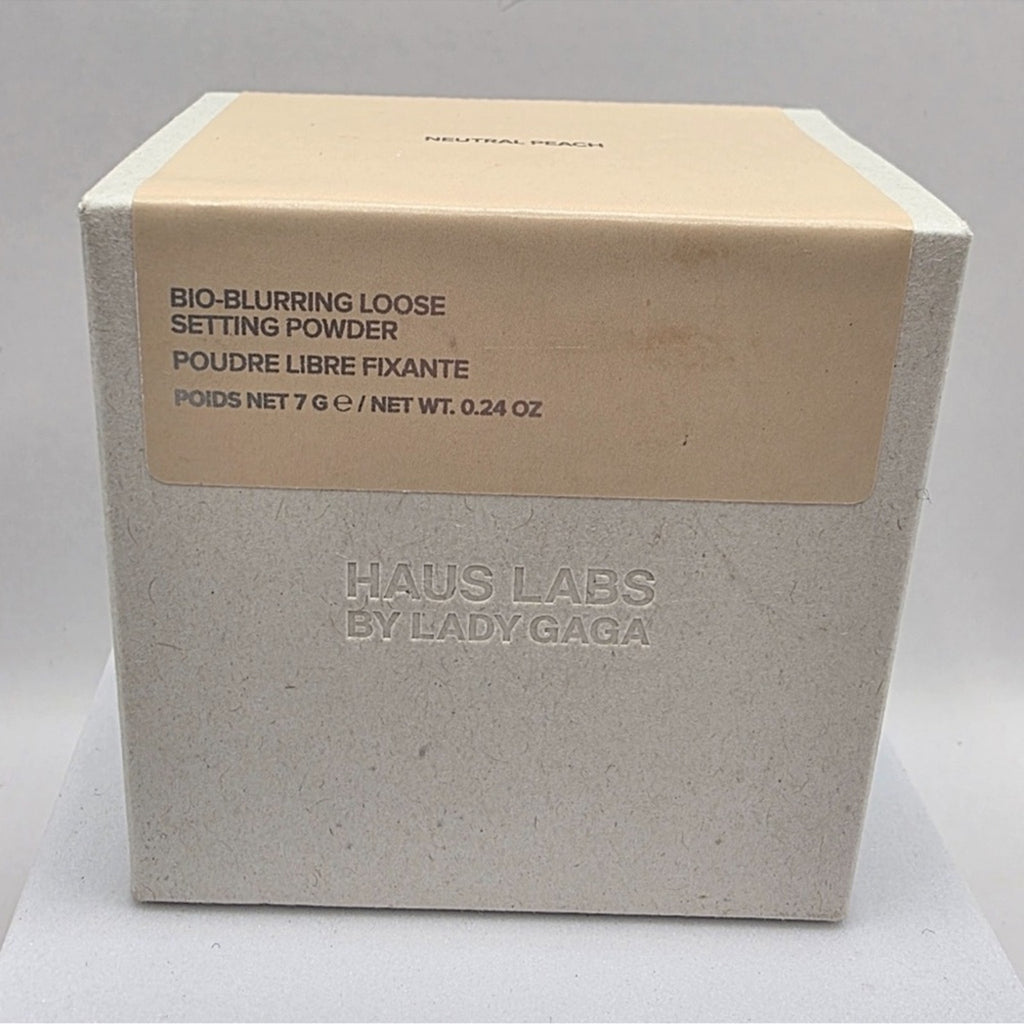 NEUTRAL PEACH
BIO-BLURRING LOOSE
SETTING POWDER
POUDRE LIBRE FIXANTE
POIDS NET 7 G ℮ / NET WT. 0.24 OZ
HAUS LABS
BY LADY GAGA